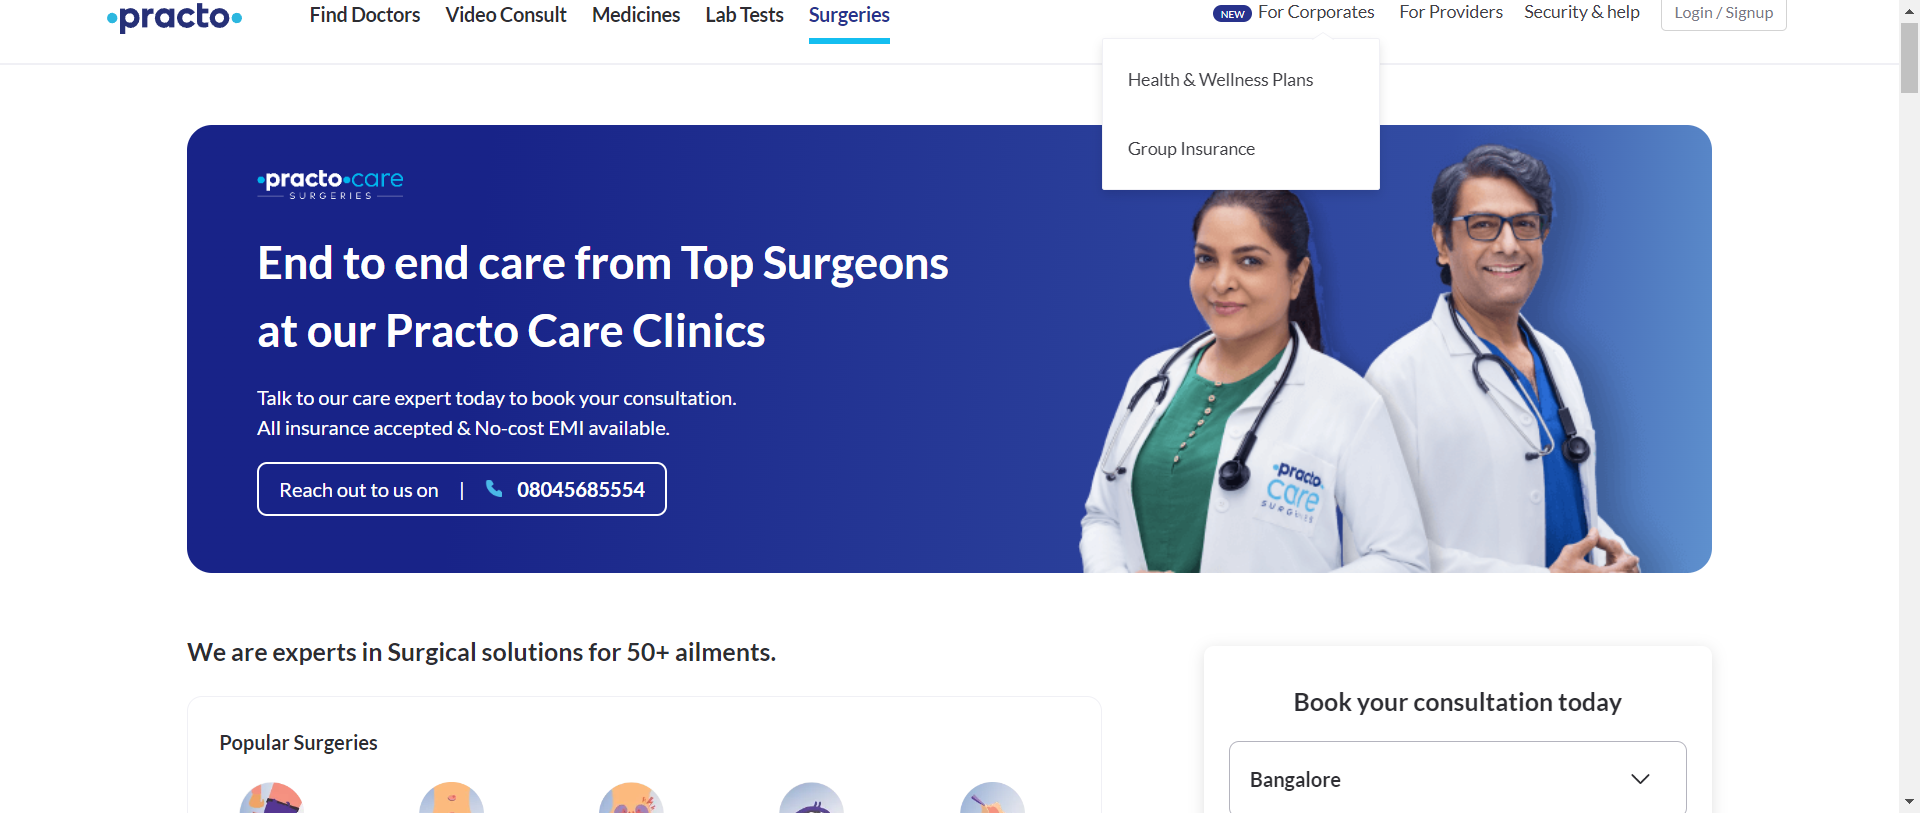 practo
Find Doctors
Video Consult
Medicines
Lab Tests
Surgeries
NEW
For Corporates
For Providers
Security & help
Login / Signup
Health & Wellness Plans
Group Insurance
practo care
SURGERIES
End to end care from Top Surgeons
at our Practo Care Clinics
Talk to our care expert today to book your consultation.
All insurance accepted & No-cost EMI available.
Reach out to us on | 08045685554
practo
care
SURGERIES
We are experts in Surgical solutions for 50+ ailments.
Popular Surgeries
Book your consultation today
Bangalore